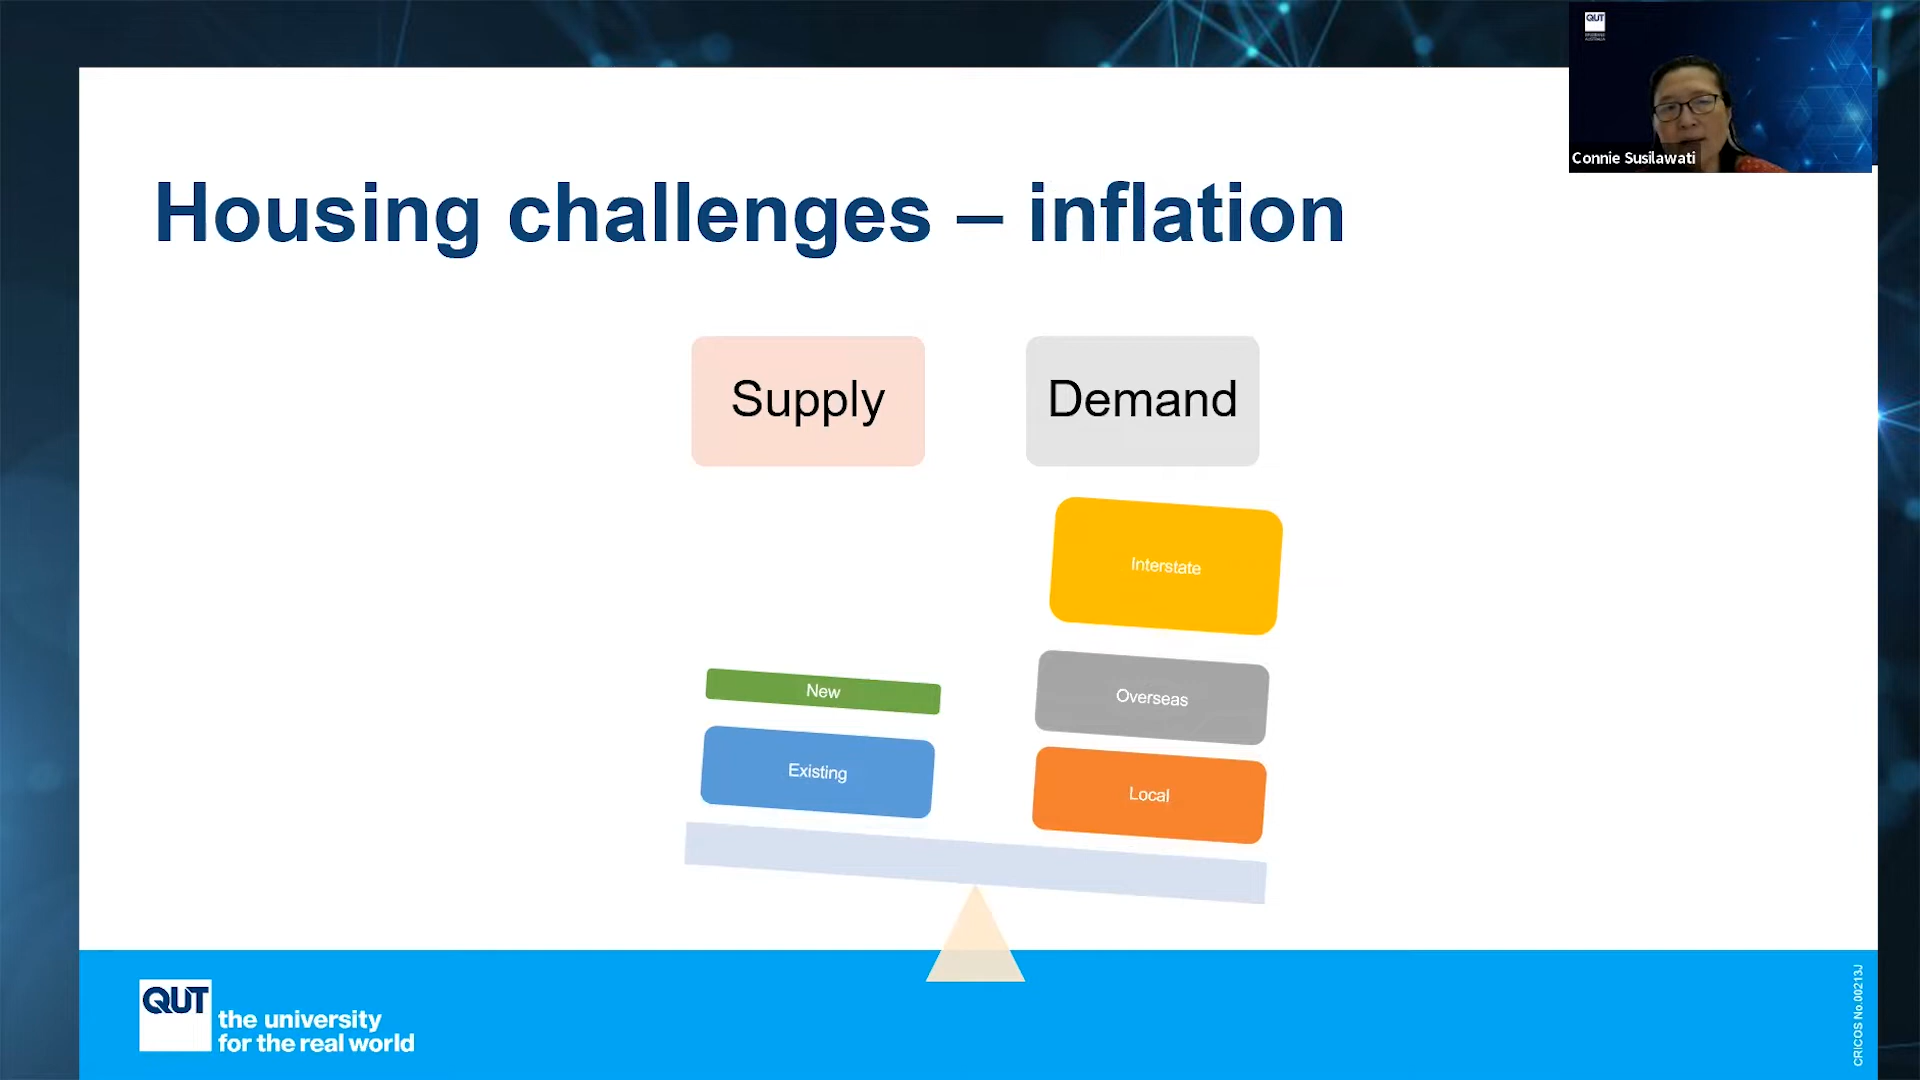 QUT
Connie Susilawati
Housing challenges – inflation
Supply
Demand
Interstate
New
Overseas
Existing
Local
QUT
the university
for the real world
CRICOS No.00213J